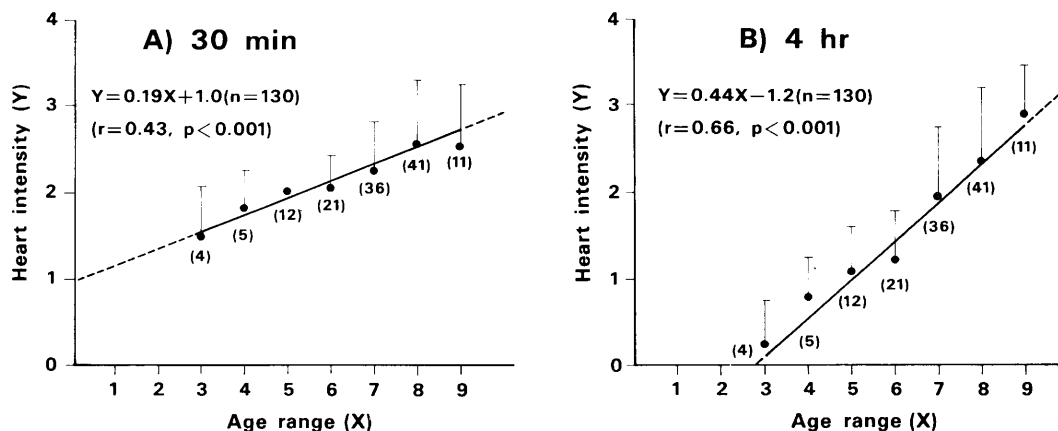 A) 30 min
Y=0.19X+1.0(n=130)
(r=0.43, p<0.001)
Heart intensity (Y)
4
3
2
1
0
(4)
(5)
(12)
(21)
(36)
(41)
(11)
1 2 3 4 5 6 7 8 9
Age range (X)
B) 4 hr
Y=0.44X−1.2(n=130)
(r=0.66, p<0.001)
Heart intensity (Y)
4
3
2
1
0
(4)
(5)
(12)
(21)
(36)
(41)
(11)
1 2 3 4 5 6 7 8 9
Age range (X)